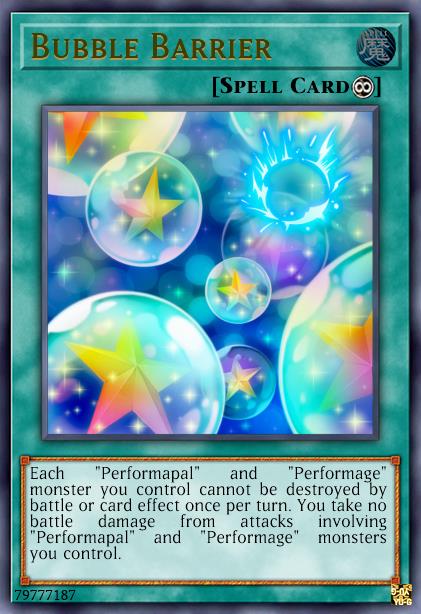 BUBBLE BARRIER
魔
[SPELL CARD]
Each "Performapal" and "Performage"
monster you control cannot be destroyed by
battle or card effect once per turn. You take no
battle damage from attacks involving
"Performapal" and "Performage" monsters
you control.
79777187